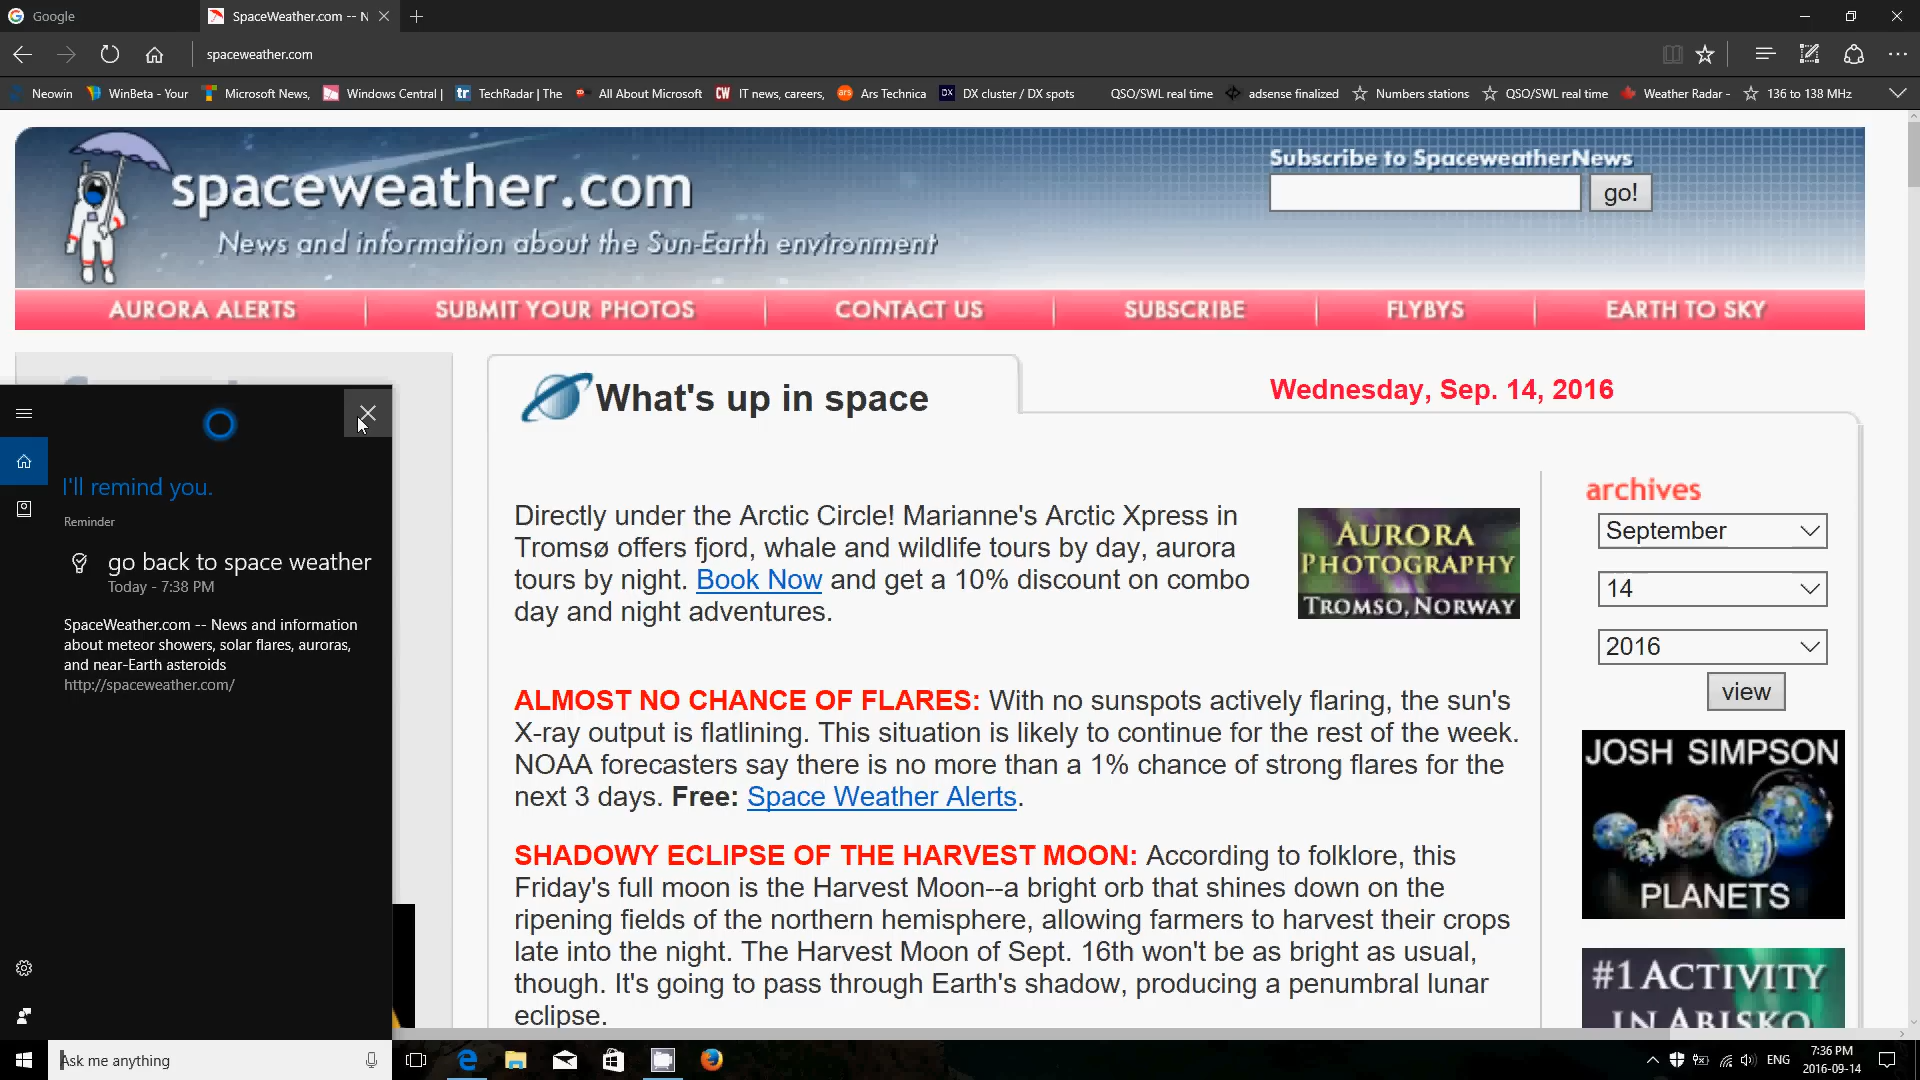 Google
SpaceWeather.com -- N
spaceweather.com
Neowin
WinBeta - Your
Microsoft News,
Windows Central |
tr
TechRadar | The
All About Microsoft
CW
IT news, careers,
ars
Ars Technica
DX
DX cluster / DX spots
QSO/SWL real time
adsense finalized
Numbers stations
QSO/SWL real time
Weather Radar -
136 to 138 MHz
spaceweather.com
News and information about the Sun-Earth environment
Subscribe to SpaceweatherNews
go!
AURORA ALERTS
SUBMIT YOUR PHOTOS
CONTACT US
SUBSCRIBE
FLYBYS
EARTH TO SKY
I'll remind you.
Reminder
go back to space weather
Today - 7:38 PM
SpaceWeather.com -- News and information
about meteor showers, solar flares, auroras,
and near-Earth asteroids
http://spaceweather.com/
What's up in space
Wednesday, Sep. 14, 2016
Directly under the Arctic Circle! Marianne's Arctic Xpress in
Tromsø offers fjord, whale and wildlife tours by day, aurora
tours by night. Book Now and get a 10% discount on combo
day and night adventures.
AURORA
PHOTOGRAPHY
TROMSO, NORWAY
ALMOST NO CHANCE OF FLARES: With no sunspots actively flaring, the sun's
X-ray output is flatlining. This situation is likely to continue for the rest of the week.
NOAA forecasters say there is no more than a 1% chance of strong flares for the
next 3 days. Free: Space Weather Alerts.
SHADOWY ECLIPSE OF THE HARVEST MOON: According to folklore, this
Friday's full moon is the Harvest Moon--a bright orb that shines down on the
ripening fields of the northern hemisphere, allowing farmers to harvest their crops
late into the night. The Harvest Moon of Sept. 16th won't be as bright as usual,
though. It's going to pass through Earth's shadow, producing a penumbral lunar
eclipse.
archives
September
14
2016
view
JOSH SIMPSON
PLANETS
#1 ACTIVITY
IN ABISKO
Ask me anything
ENG
7:36 PM
2016-09-14